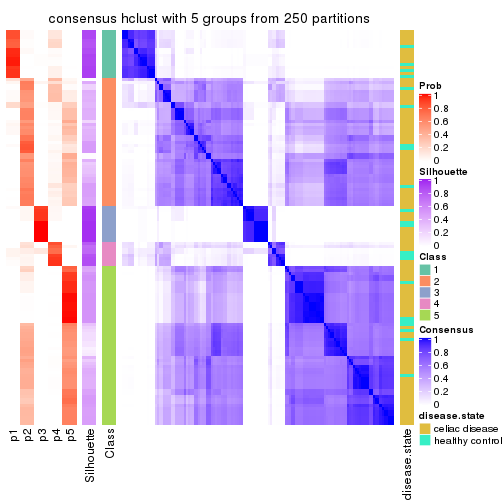 consensus hclust with 5 groups from 250 partitions
Prob
1
0.8
0.6
0.4
0.2
0
Silhouette
1
0.8
0.6
0.4
0.2
0
Class
1
2
3
4
5
Consensus
1
0.8
0.6
0.4
0.2
0
disease.state
celiac disease
healthy control
p1
p2
p3
p4
p5
Silhouette
Class
disease.state